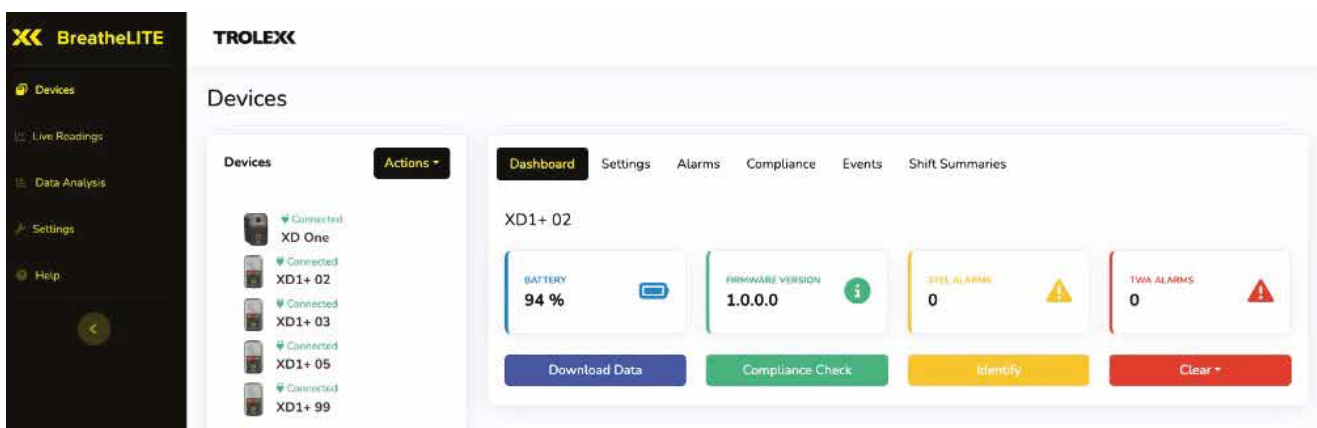 BreatheLITE
TROLEX
Devices
Live Readings
Data Analysis
Settings
Help
Devices
Devices
Actions
Connected
XD One
Connected
XD1+ 02
Connected
XD1+ 03
Connected
XD1+ 05
Connected
XD1+ 99
Dashboard Settings Alarms Compliance Events Shift Summaries
XD1+ 02
BATTERY
94 %
FIRMWARE VERSION
1.0.0.0
STEL ALARMS
0
TWA ALARMS
0
Download Data
Compliance Check
Identify
Clear